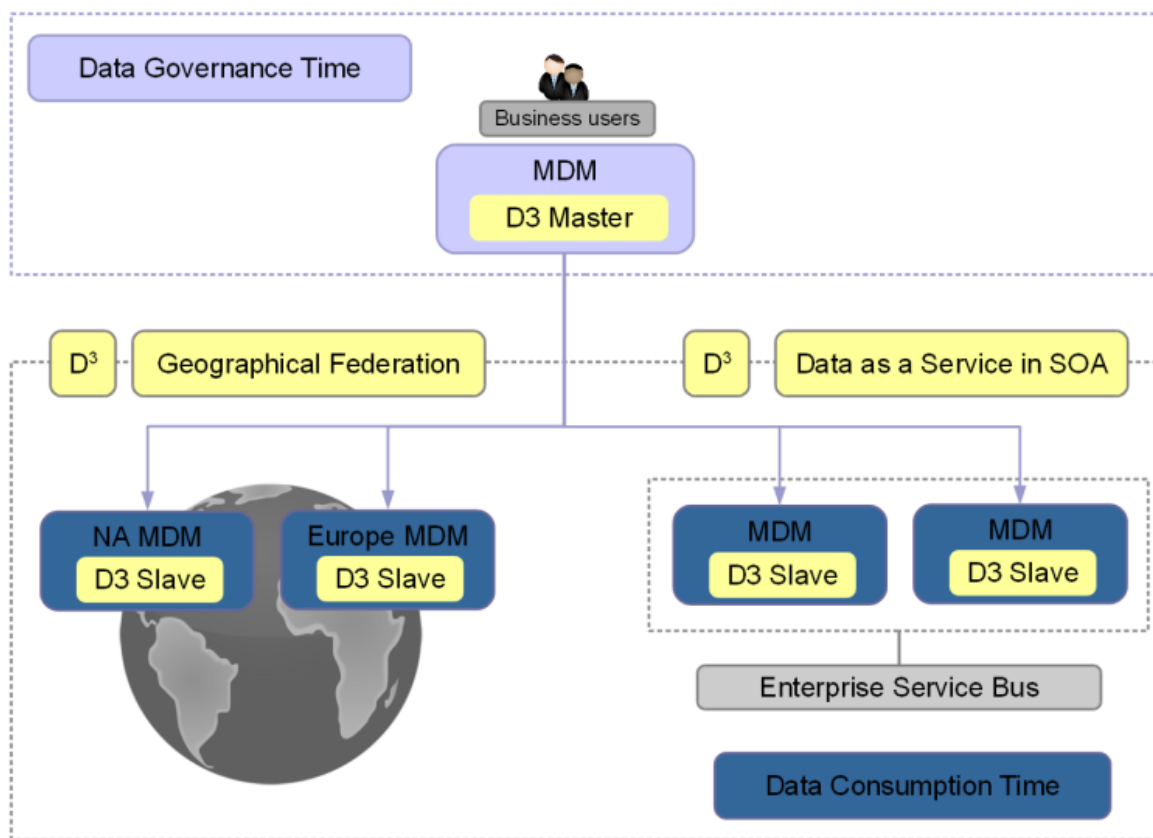 Data Governance Time
Business users
MDM
D3 Master
D³
Geographical Federation
D³
Data as a Service in SOA
NA MDM
D3 Slave
Europe MDM
D3 Slave
MDM
D3 Slave
MDM
D3 Slave
Enterprise Service Bus
Data Consumption Time